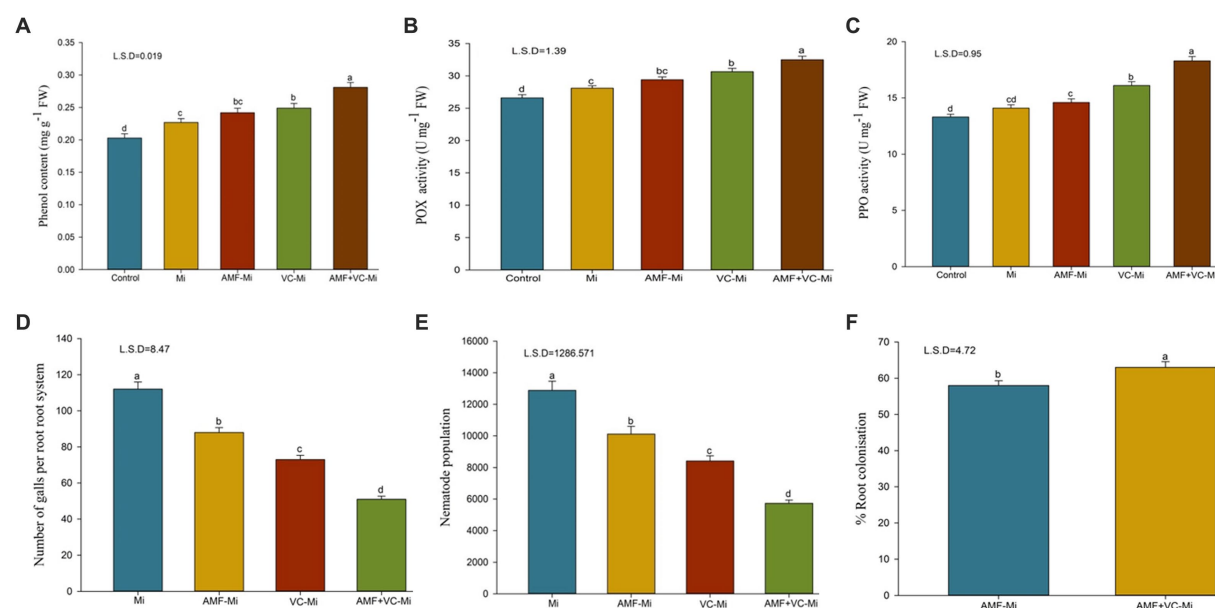 A
Phenol content (mg g⁻¹ FW)
L.S.D=0.019
0.35
0.30
0.25
0.20
0.15
0.10
0.05
0.00
d
c
bc
b
a
Control
Mi
AMF-Mi
VC-Mi
AMF+VC-Mi
B
POX activity (U mg⁻¹ FW)
L.S.D=1.39
35
30
25
20
15
10
5
0
d
c
bc
b
a
Control
Mi
AMF-Mi
VC-Mi
AMF+VC-Mi
C
PPO activity (U mg⁻¹ FW)
L.S.D=0.95
20
15
10
5
0
d
cd
c
b
a
Control
Mi
AMF-Mi
VC-Mi
AMF+VC-Mi
D
Number of galls per root root system
L.S.D=8.47
140
120
100
80
60
40
20
0
a
b
c
d
Mi
AMF-Mi
VC-Mi
AMF+VC-Mi
E
Nematode population
L.S.D=1286.571
16000
14000
12000
10000
8000
6000
4000
2000
0
a
b
c
d
Mi
AMF-Mi
VC-Mi
AMF+VC-Mi
F
% Root colonisation
L.S.D=4.72
70
60
50
40
30
20
10
0
b
a
AMF-Mi
AMF+VC-Mi